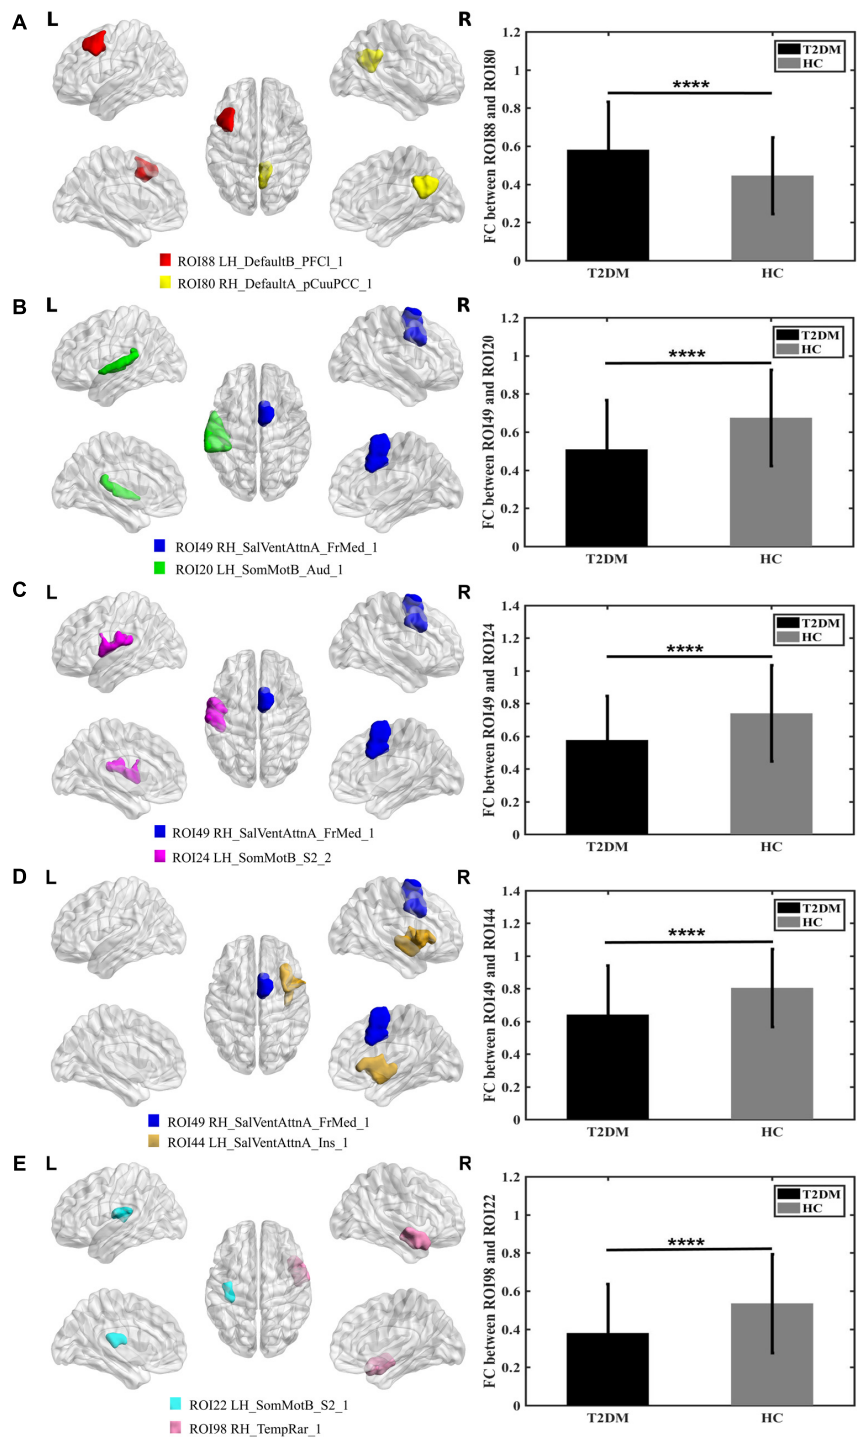 A
L
R
ROI88 LH_DefaultB_PFCl_1
ROI80 RH_DefaultA_pCuuPCC_1
FC between ROI88 and ROI80
1.2
1
0.8
0.6
0.4
0.2
0
****
T2DM
HC
T2DM
HC
B
L
R
ROI49 RH_SalVentAttnA_FrMed_1
ROI20 LH_SomMotB_Aud_1
FC between ROI49 and ROI20
1.2
1
0.8
0.6
0.4
0.2
0
****
T2DM
HC
T2DM
HC
C
L
R
ROI49 RH_SalVentAttnA_FrMed_1
ROI24 LH_SomMotB_S2_2
FC between ROI49 and ROI24
1.4
1.2
1
0.8
0.6
0.4
0.2
0
****
T2DM
HC
T2DM
HC
D
L
R
ROI49 RH_SalVentAttnA_FrMed_1
ROI44 LH_SalVentAttnA_Ins_1
FC between ROI49 and ROI44
1.4
1.2
1
0.8
0.6
0.4
0.2
0
****
T2DM
HC
T2DM
HC
E
L
R
ROI22 LH_SomMotB_S2_1
ROI98 RH_TempRar_1
FC between ROI98 and ROI22
1.2
1
0.8
0.6
0.4
0.2
0
****
T2DM
HC
T2DM
HC